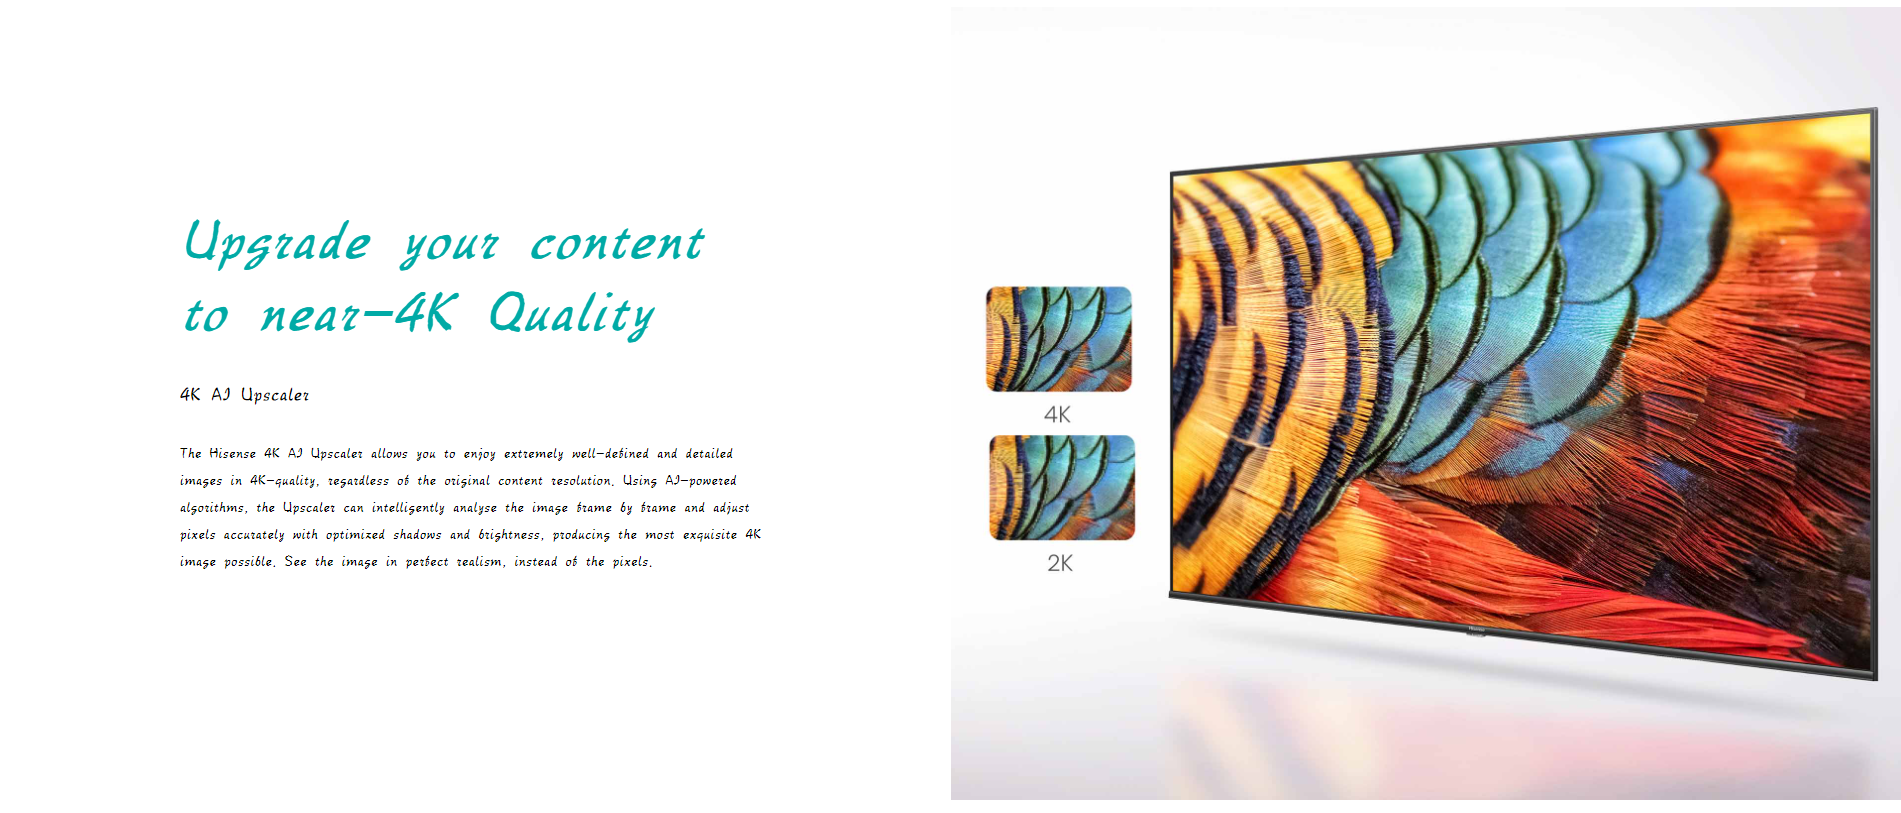 Upgrade your content
to near-4K Quality
4K AI Upscaler
The Hisense 4K AI Upscaler allows you to enjoy extremely well-defined and detailed
images in 4K-quality, regardless of the original content resolution. Using AI-powered
algorithms, the Upscaler can intelligently analyse the image frame by frame and adjust
pixels accurately with optimized shadows and brightness, producing the most exquisite 4K
image possible. See the image in perfect realism, instead of the pixels.
4K
2K